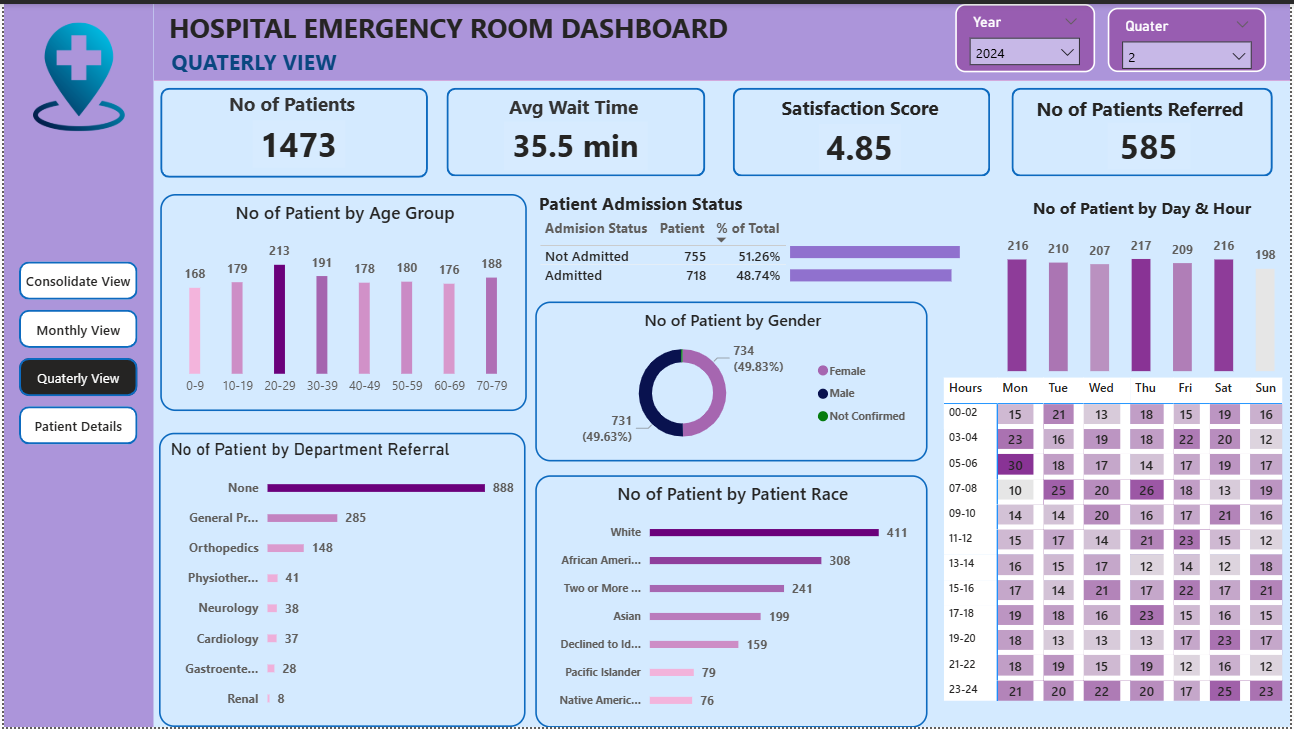 HOSPITAL EMERGENCY ROOM DASHBOARD
QUATERLY VIEW
Year
2024
Quater
2
No of Patients
1473
Avg Wait Time
35.5 min
Satisfaction Score
4.85
No of Patients Referred
585
Consolidate View
Monthly View
Quaterly View
Patient Details
No of Patient by Age Group
168 179 213 191 178 180 176 188
0-9 10-19 20-29 30-39 40-49 50-59 60-69 70-79
No of Patient by Department Referral
None 888
General Pr... 285
Orthopedics 148
Physiother... 41
Neurology 38
Cardiology 37
Gastroente... 28
Renal 8
Patient Admission Status
Admision Status Patient % of Total
Not Admitted 755 51.26%
Admitted 718 48.74%
No of Patient by Gender
734
(49.83%)
731
(49.63%)
Female
Male
Not Confirmed
No of Patient by Patient Race
White 411
African Ameri... 308
Two or More ... 241
Asian 199
Declined to Id... 159
Pacific Islander 79
Native Americ... 76
No of Patient by Day & Hour
216 210 207 217 209 216 198
Hours Mon Tue Wed Thu Fri Sat Sun
00-02 15 21 13 18 15 19 16
03-04 23 16 19 18 22 20 12
05-06 30 18 17 14 17 19 17
07-08 10 25 20 26 18 13 19
09-10 14 14 20 16 17 21 16
11-12 15 17 14 21 23 15 12
13-14 16 15 17 12 14 12 18
15-16 17 14 21 17 22 17 21
17-18 19 18 16 23 15 16 15
19-20 18 13 13 13 17 23 17
21-22 18 19 15 19 12 16 12
23-24 21 20 22 20 17 25 23